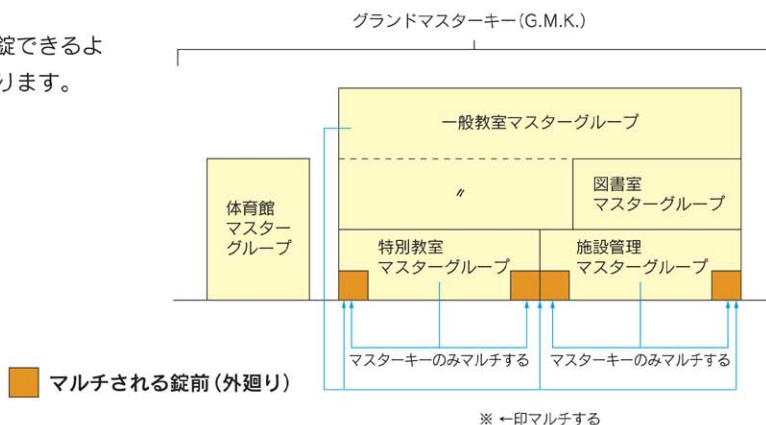 グランドマスターキー(G.M.K.)
錠できるよ
ります。
一般教室マスターグループ
〃
図書室
マスターグループ
体育館
マスター
グループ
特別教室
マスターグループ
施設管理
マスターグループ
マスターキーのみマルチする
マスターキーのみマルチする
マルチされる錠前(外廻り)
※ ←印マルチする